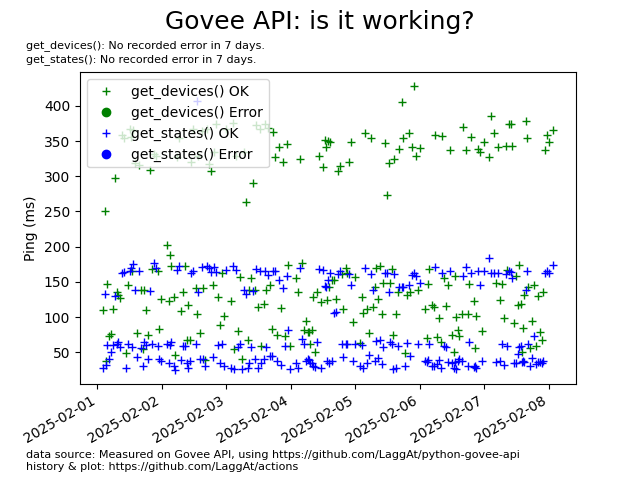 Govee API: is it working?
get_devices(): No recorded error in 7 days.
get_states(): No recorded error in 7 days.
get_devices() OK
get_devices() Error
get_states() OK
get_states() Error
Ping (ms)
400
350
300
250
200
150
100
50
2025-02-01
2025-02-02
2025-02-03
2025-02-04
2025-02-05
2025-02-06
2025-02-07
2025-02-08
data source: Measured on Govee API, using https://github.com/LaggAt/python-govee-api
history & plot: https://github.com/LaggAt/actions